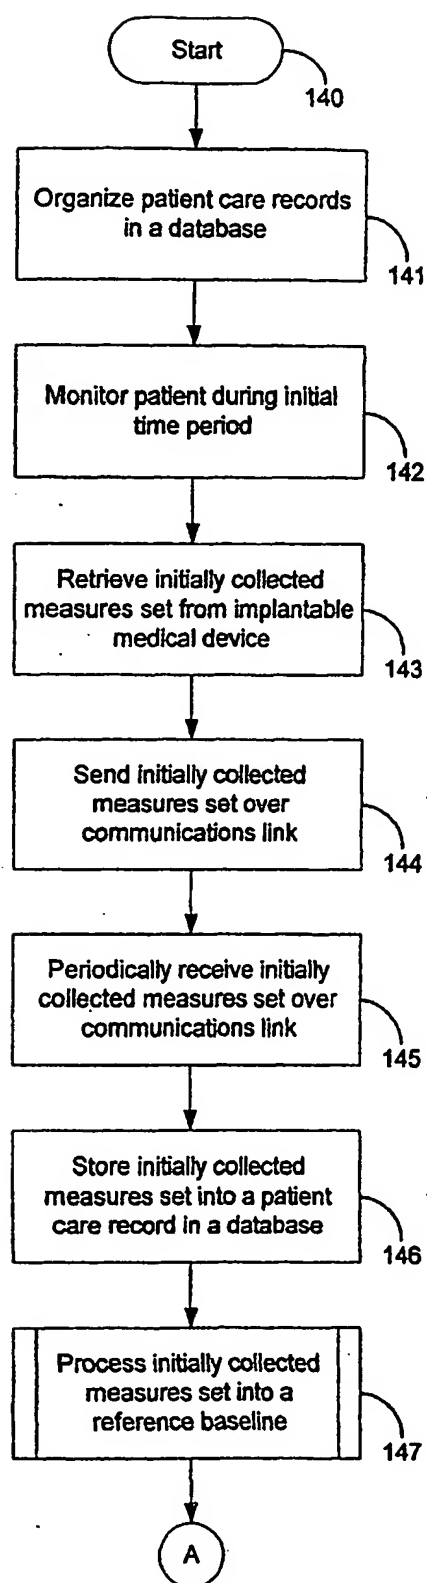 Start
140
Organize patient care records
in a database
141
Monitor patient during initial
time period
142
Retrieve initially collected
measures set from implantable
medical device
143
Send initially collected
measures set over
communications link
144
Periodically receive initially
collected measures set over
communications link
145
Store initially collected
measures set into a patient
care record in a database
146
Process initially collected
measures set into a
reference baseline
147
A